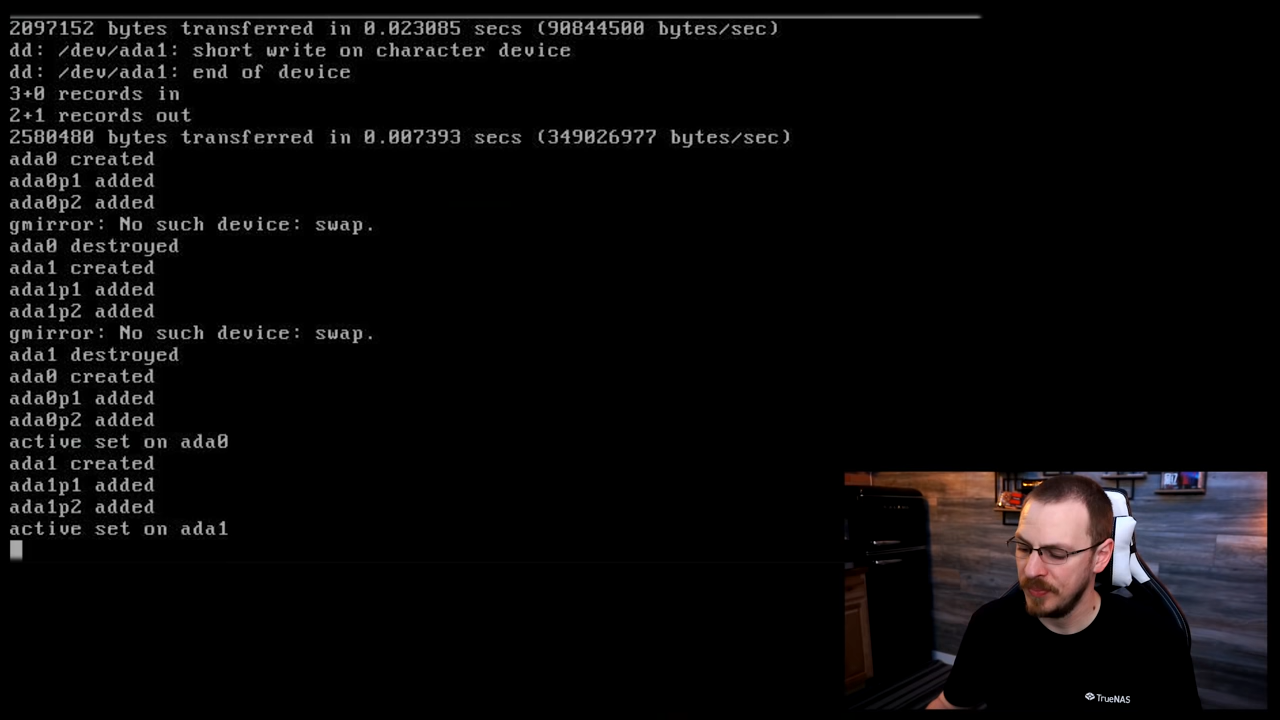 2097152 bytes transferred in 0.023085 secs (90844500 bytes/sec)
dd: /dev/ada1: short write on character device
dd: /dev/ada1: end of device
3+0 records in
2+1 records out
2580480 bytes transferred in 0.007393 secs (349026977 bytes/sec)
ada0 created
ada0p1 added
ada0p2 added
gmirror: No such device: swap.
ada0 destroyed
ada1 created
ada1p1 added
ada1p2 added
gmirror: No such device: swap.
ada1 destroyed
ada0 created
ada0p1 added
ada0p2 added
active set on ada0
ada1 created
ada1p1 added
ada1p2 added
active set on ada1
TrueNAS